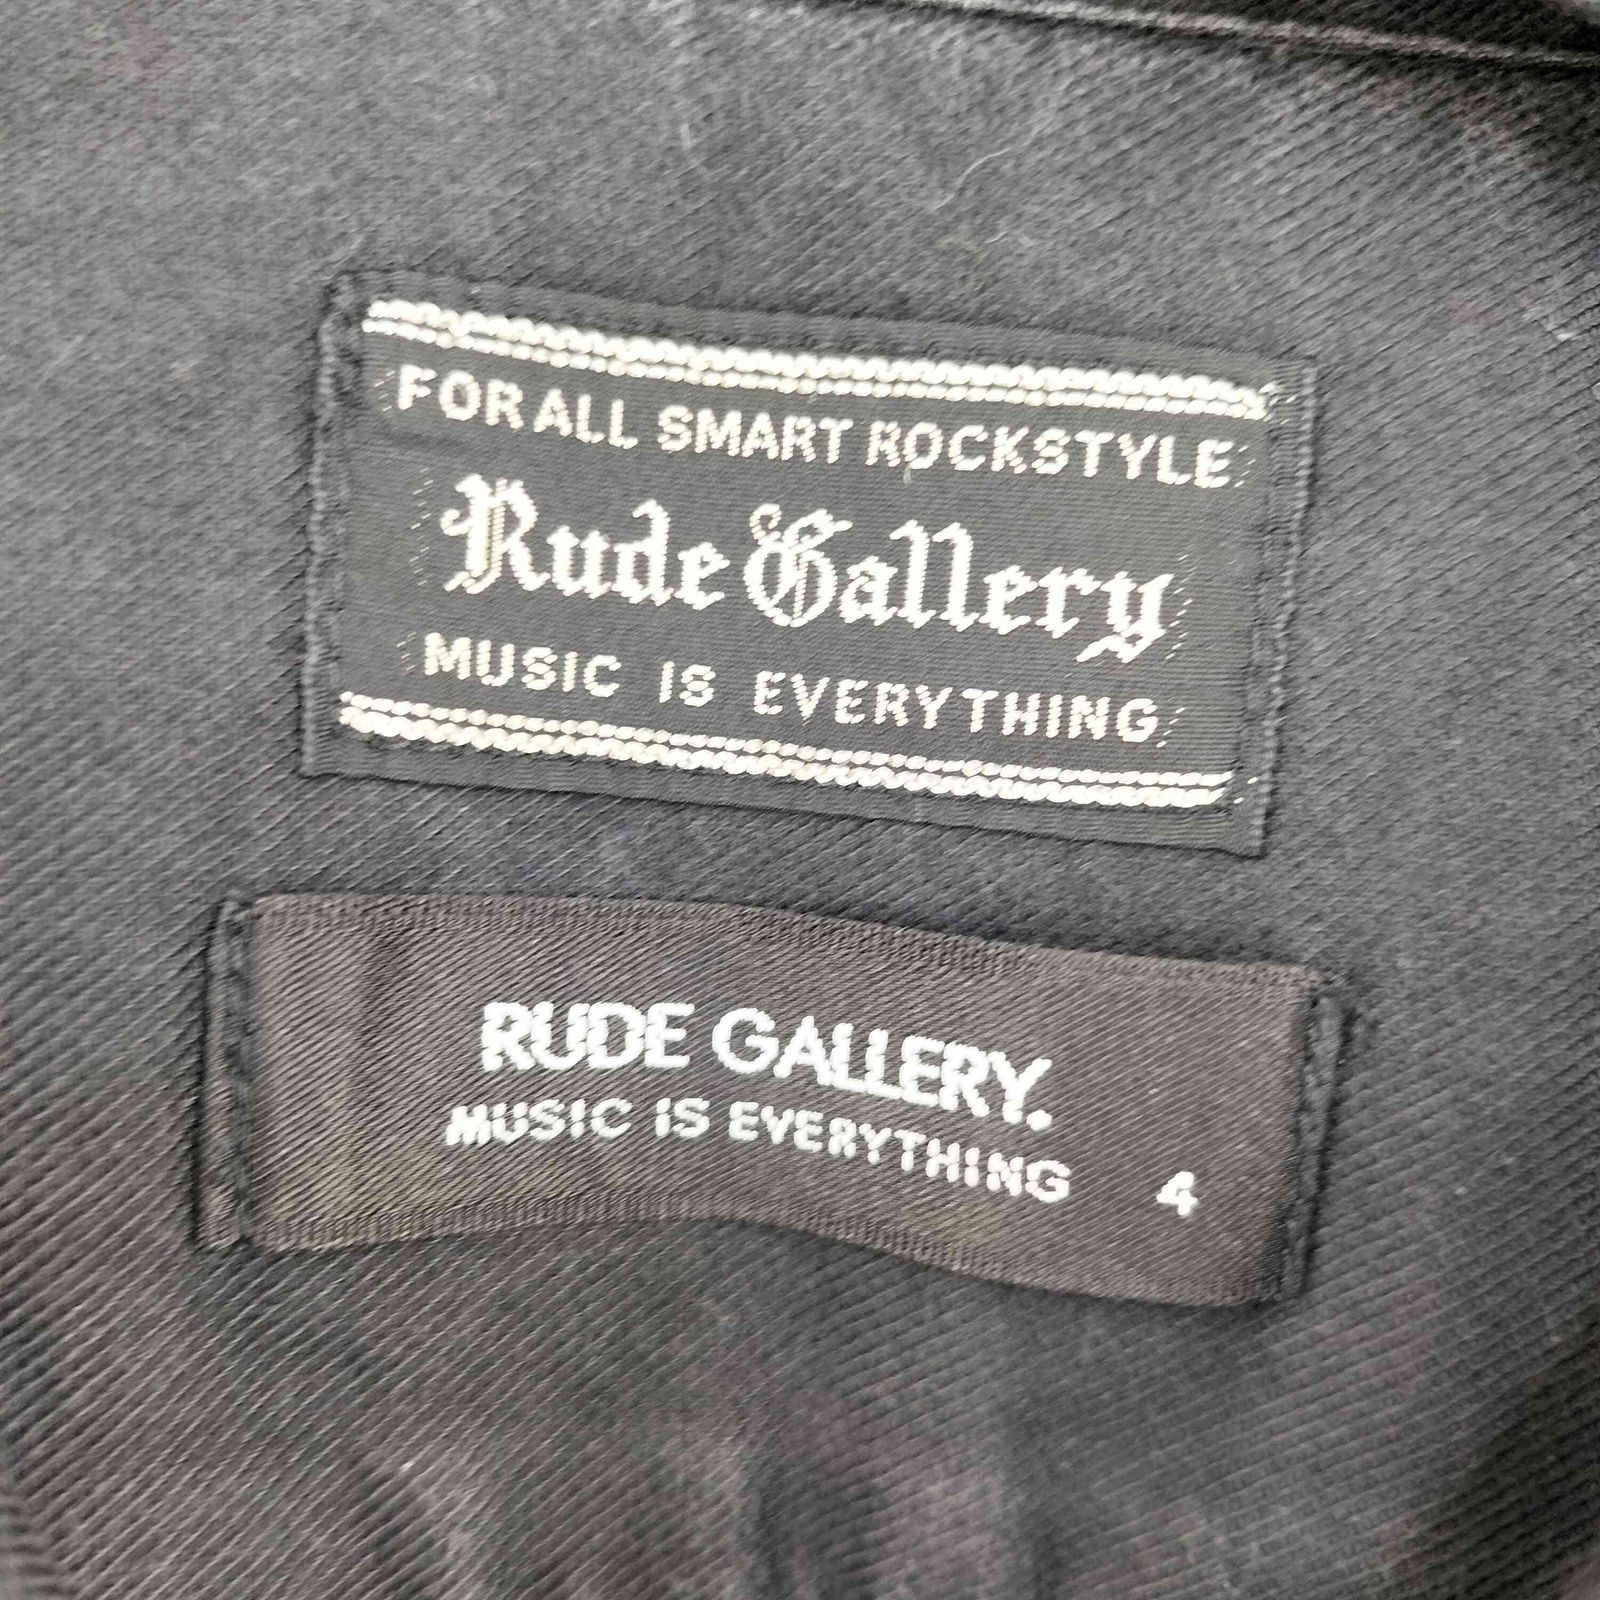 FOR ALL SMART ROCKSTYLE
Rude Gallery
MUSIC IS EVERYTHING
RUDE GALLERY.
MUSIC IS EVERYTHING 4